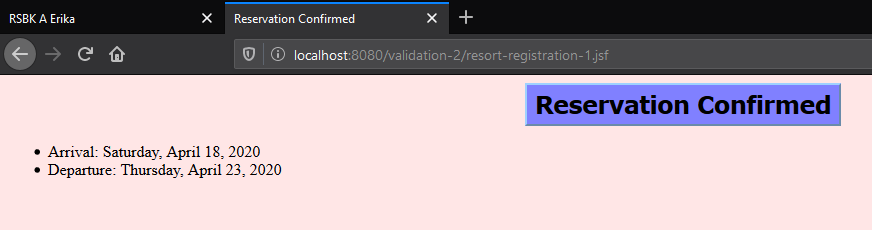 RSBK A Erika
Reservation Confirmed
localhost:8080/validation-2/resort-registration-1.jsf
Reservation Confirmed
Arrival: Saturday, April 18, 2020
Departure: Thursday, April 23, 2020